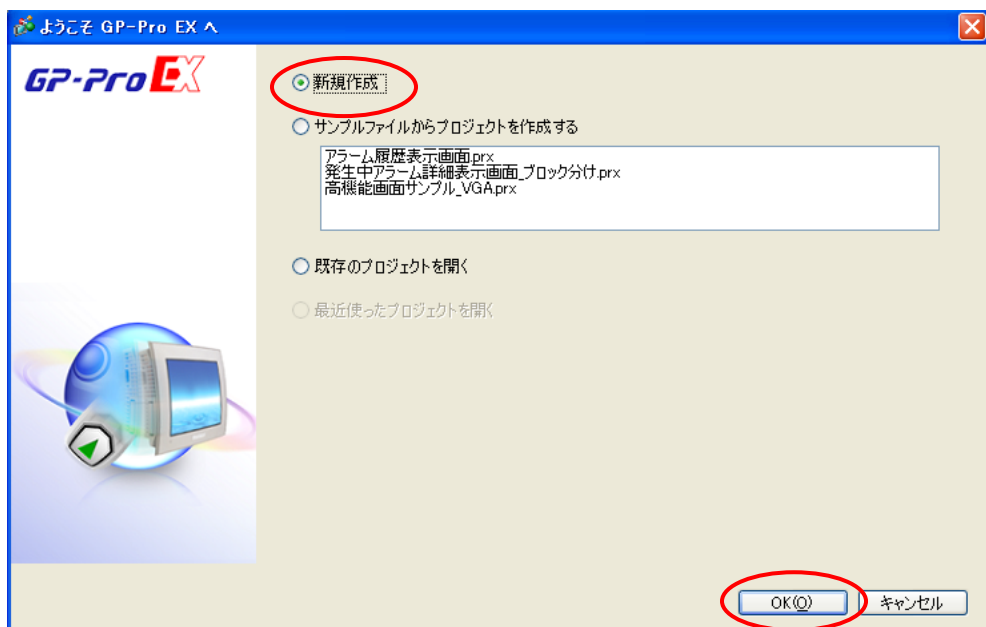 ようこそ GP-Pro EX へ
GP-Pro EX
新規作成
サンプルファイルからプロジェクトを作成する
アラーム履歴表示画面.prx
発生中アラーム詳細表示画面_ブロック分け.prx
高機能画面サンプル_VGA.prx
既存のプロジェクトを開く
最近使ったプロジェクトを開く
OK(O) キャンセル